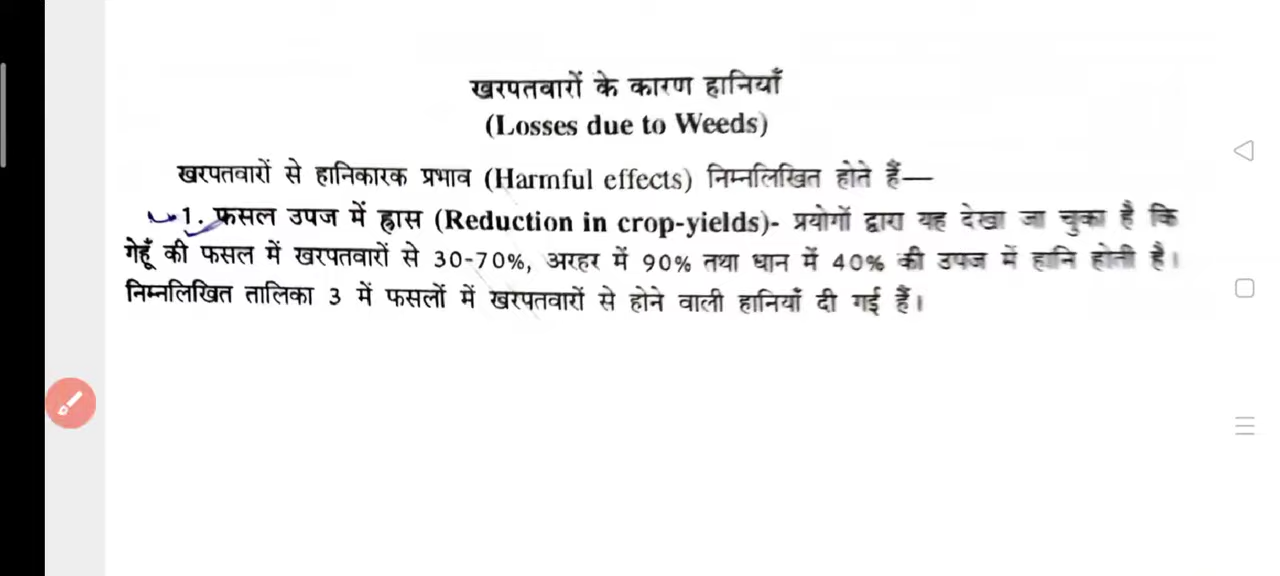 खरपतवारों के कारण हानियाँ
(Losses due to Weeds)
खरपतवारों से हानिकारक प्रभाव (Harmful effects) निम्नलिखित होते हैं—
1. फसल उपज में ह्रास (Reduction in crop-yields)- प्रयोगों द्वारा यह देखा जा चुका है कि
गेहूँ की फसल में खरपतवारों से 30-70%, अरहर में 90% तथा धान में 40% की उपज में हानि होती है।
निम्नलिखित तालिका 3 में फसलों में खरपतवारों से होने वाली हानियाँ दी गई हैं।